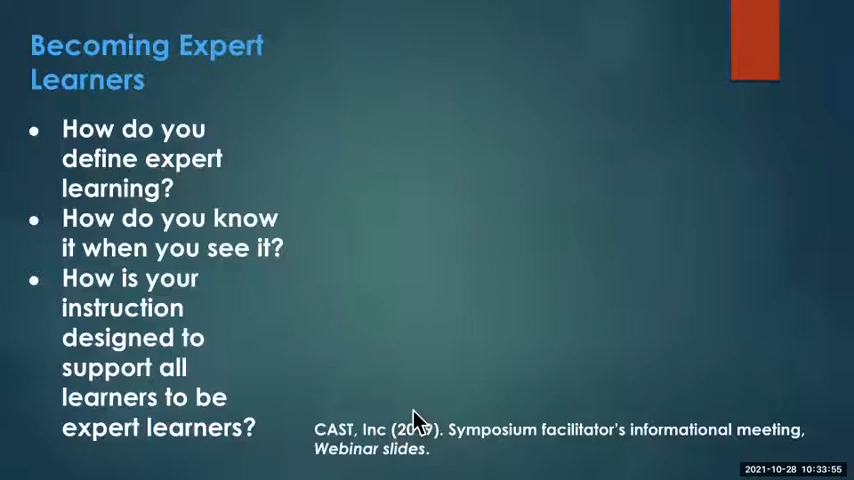 Becoming Expert
Learners
● How do you
define expert
learning?
● How do you know
it when you see it?
● How is your
instruction
designed to
support all
learners to be
expert learners?
CAST, Inc Symposium facilitator's informational meeting,
Webinar slides.
2021-10-28 10:33:55